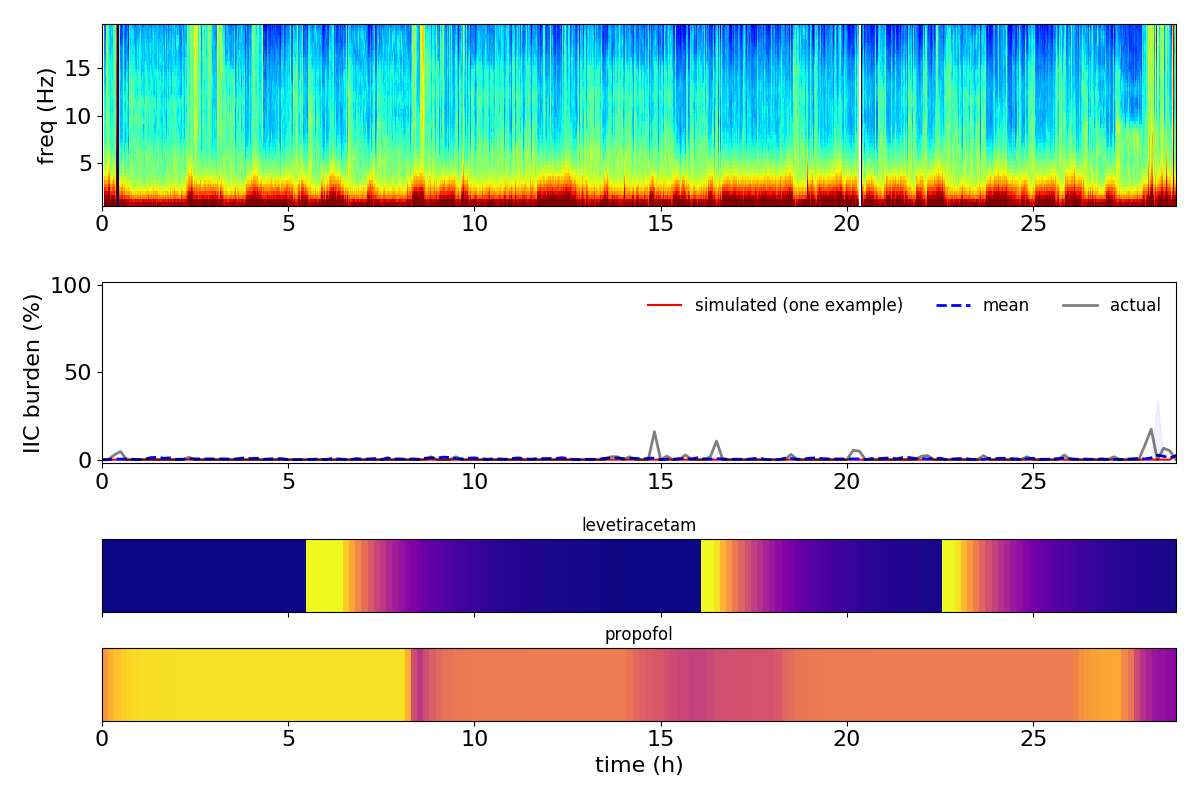 freq (Hz)
15
10
5
0 5 10 15 20 25
IIC burden (%)
100
50
0
simulated (one example) mean actual
0 5 10 15 20 25
levetiracetam
propofol
0 5 10 15 20 25
time (h)